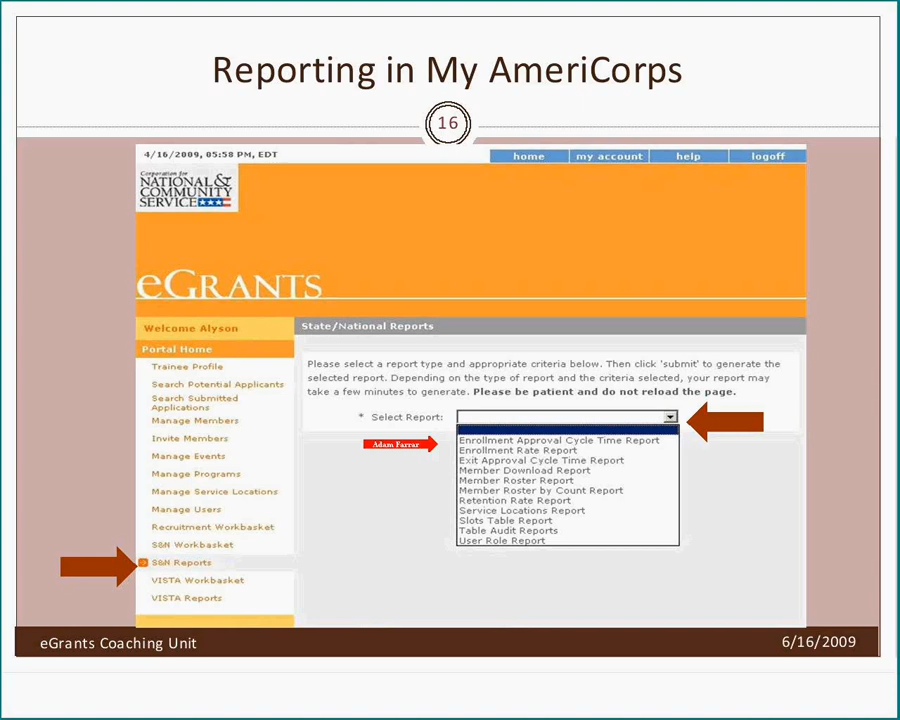 Reporting in My AmeriCorps
16
4/16/2009, 05:58 PM, EDT
home
my account
help
logoff
Corporation for
NATIONAL &
COMMUNITY
SERVICE
eGRANTS
Welcome Alyson
Portal Home
Trainee Profile
Search Potential Applicants
Search Submitted
Applications
Manage Members
Invite Members
Manage Events
Manage Programs
Manage Service Locations
Manage Users
Recruitment Workbasket
S&N Workbasket
S&N Reports
VISTA Workbasket
VISTA Reports
State/National Reports
Please select a report type and appropriate criteria below. Then click 'submit' to generate the
selected report. Depending on the type of report and the criteria selected, your report may
take a few minutes to generate. Please be patient and do not reload the page.
* Select Report:
Adam Farrar
Enrollment Approval Cycle Time Report
Enrollment Rate Report
Exit Approval Cycle Time Report
Member Download Report
Member Roster Report
Member Roster by Count Report
Retention Rate Report
Service Locations Report
Slots Table Report
Table Audit Reports
User Role Report
eGrants Coaching Unit
6/16/2009